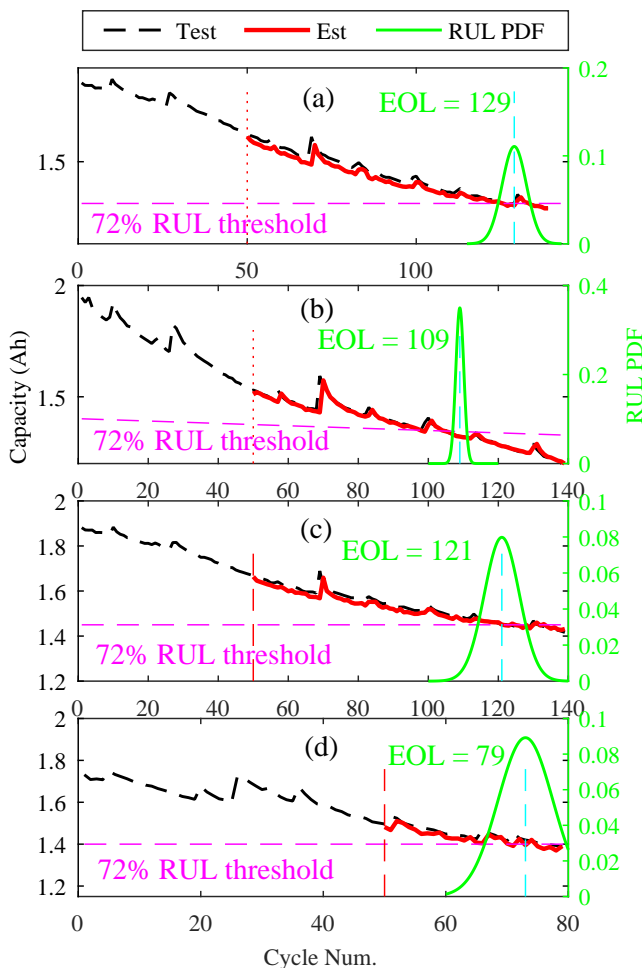 Test Est RUL PDF
(a)
EOL = 129
72% RUL threshold
1.5
0.2
0.1
0
0 50 100
(b)
EOL = 109
72% RUL threshold
2
1.5
0.4
0.2
0
0 20 40 60 80 100 120 140
Capacity (Ah)
RUL PDF
(c)
EOL = 121
72% RUL threshold
2
1.8
1.6
1.4
1.2
0.1
0.08
0.06
0.04
0.02
0
0 20 40 60 80 100 120 140
(d)
EOL = 79
72% RUL threshold
2
1.8
1.6
1.4
1.2
0.1
0.08
0.06
0.04
0.02
0
0 20 40 60 80
Cycle Num.